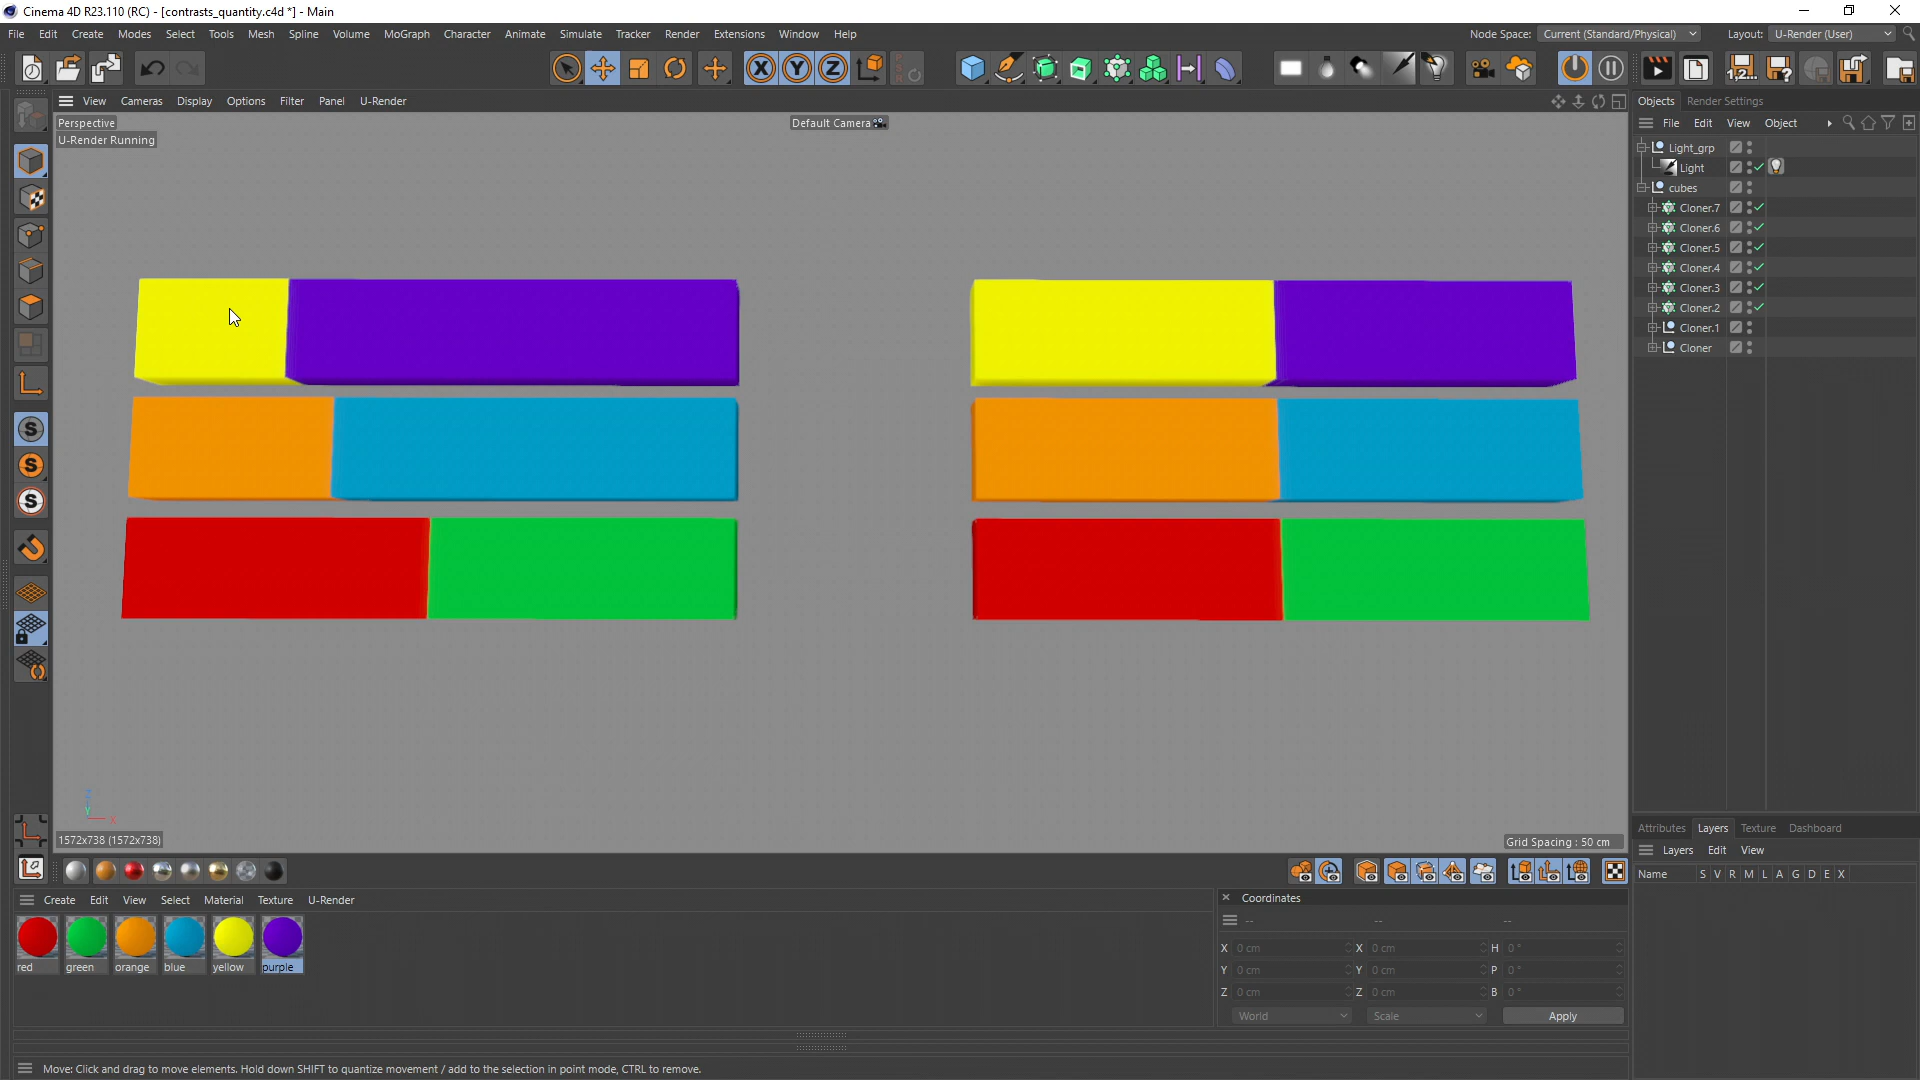 Cinema 4D R23.110 (RC) - [contrasts_quantity.c4d *] - Main
File Edit Create Modes Select Tools Mesh Spline Volume MoGraph Character Animate Simulate Tracker Render Extensions Window Help
Node Space: Current (Standard/Physical) Layout: U-Render (User)
X Y Z
View Cameras Display Options Filter Panel U-Render
Perspective
Default Camera
U-Render Running
Objects Render Settings
File Edit View Object
Light_grp
Light
cubes
Cloner.7
Cloner.6
Cloner.5
Cloner.4
Cloner.3
Cloner.2
Cloner.1
Cloner
S
S
S
Y X
1572x738 (1572x738)
Grid Spacing : 50 cm
Attributes Layers Texture Dashboard
Layers Edit View
Name S V R M L A G D E X
Create Edit View Select Material Texture U-Render
red green orange blue yellow purple
Coordinates
-- -- --
X 0 cm X 0 cm H 0 °
Y 0 cm Y 0 cm P 0 °
Z 0 cm Z 0 cm B 0 °
World Scale Apply
Move: Click and drag to move elements. Hold down SHIFT to quantize movement / add to the selection in point mode, CTRL to remove.